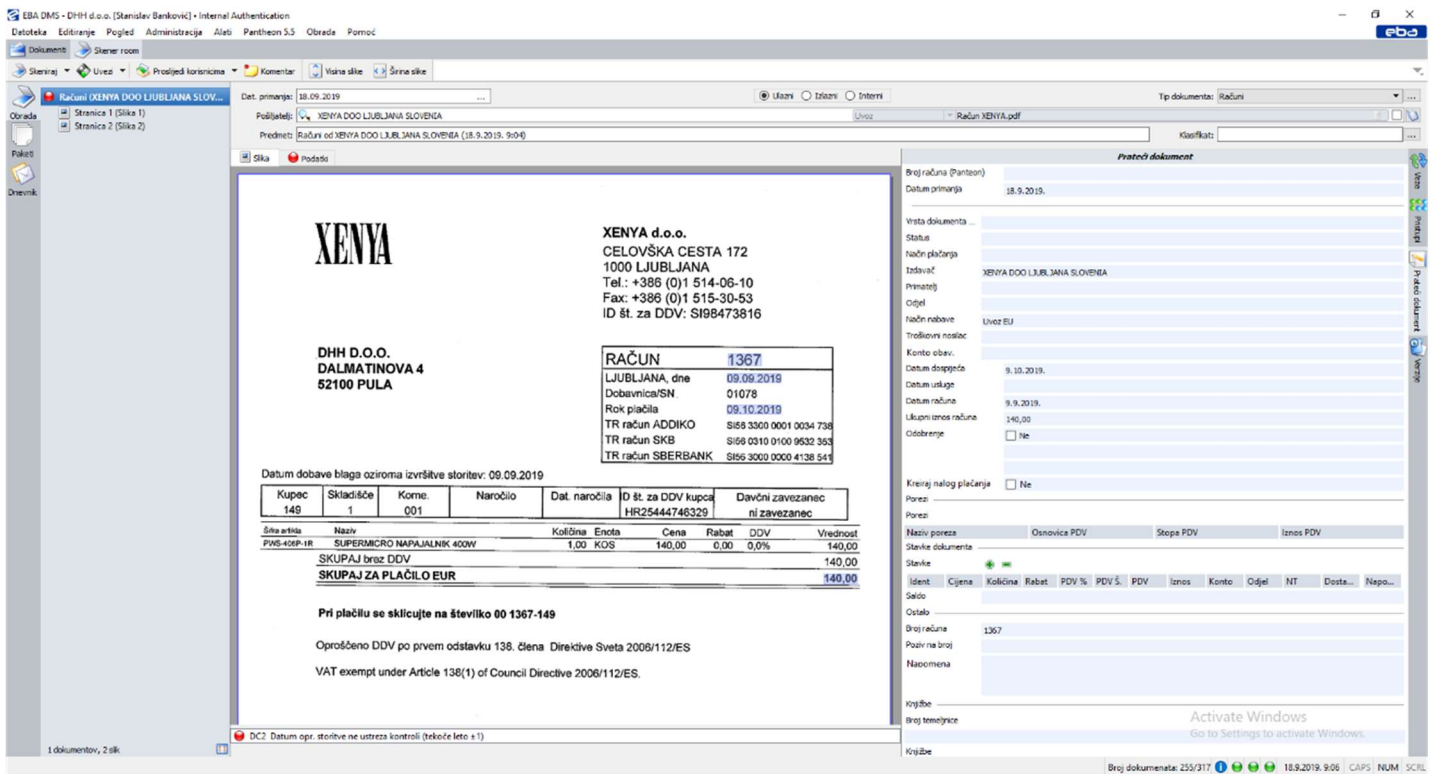 EBA DMS - DHH d.o.o. [Stanislav Banković] - Internal Authentication
Datoteka Editiranje Pogled Administracija Alati Pantheon 5.5 Obrada Pomoć
eba
Dokumenti Skener room
Skeniraj Uvezi Proslijedi korisnicima Komentar Visina slike Širina slike
Obrada
Paketi
Dnevnik
Računi (XENYA DOO LJUBLJANA SLOV...
Stranica 1 (Slika 1)
Stranica 2 (Slika 2)
1 dokumentov, 2 slik
Dat. primanja: 18.09.2019 ... Ulazni Izlazni Interni Tip dokumenta: Računi ...
Pošiljatelj: XENYA DOO LJUBLJANA SLOVENIA Uvoz Račun XENYA.pdf
Predmet: Računi od XENYA DOO LJUBLJANA SLOVENIA (18.9.2019. 9:04) Klasifikat: ...
Slika Podatki
XENYA
XENYA d.o.o.
CELOVŠKA CESTA 172
1000 LJUBLJANA
Tel.: +386 (0)1 514-06-10
Fax: +386 (0)1 515-30-53
ID št. za DDV: SI98473816
DHH D.O.O.
DALMATINOVA 4
52100 PULA
RAČUN 1367
LJUBLJANA, dne 09.09.2019
Dobavnica/SN 01078
Rok plačila 09.10.2019
TR račun ADDIKO SI56 3300 0001 0034 738
TR račun SKB SI56 0310 0100 9532 353
TR račun SBERBANK SI56 3000 0000 4138 541
Datum dobave blaga oziroma izvršitve storitev: 09.09.2019
Kupec Skladišče Kome. Naročilo Dat. naročila ID št. za DDV kupca Davčni zavezanec
149 1 001 HR25444746329 ni zavezanec
Šifra artikla Naziv Količina Enota Cena Rabat DDV Vrednost
PWS-406P-1R SUPERMICRO NAPAJALNIK 400W 1,00 KOS 140,00 0,00 0,0% 140,00
SKUPAJ brez DDV 140,00
SKUPAJ ZA PLAČILO EUR 140,00
Pri plačilu se sklicujte na številko 00 1367-149
Oproščeno DDV po prvem odstavku 138. člena Direktive Sveta 2006/112/ES
VAT exempt under Article 138(1) of Council Directive 2006/112/ES.
DC2 Datum opr. storitve ne ustreza kontroli (tekoče leto ±1)
Prateći dokument
Broj računa (Panteon)
Datum primanja 18.9.2019.
Vrsta dokumenta ...
Status
Način plaćanja
Izdavač XENYA DOO LJUBLJANA SLOVENIA
Primatelj
Odjel
Način nabave Uvoz EU
Troškovni nosilac
Konto obav.
Datum dospjeća 9.10.2019.
Datum usluge
Datum računa 9.9.2019.
Ukupni iznos računa 140,00
Odobrenje Ne
Kreiraj nalog plaćanja Ne
Porezi
Porezi
Naziv poreza Osnovica PDV Stopa PDV Iznos PDV
Stavke dokumenta
Stavke
Ident Cijena Količina Rabat PDV % PDV Š. PDV Iznos Konto Odjel NT Dosta... Napo...
Saldo
Ostalo
Broj računa 1367
Poziv na broj
Napomena
Knjižbe
Broj temeljnice
Knjižbe
Veze
Pristupi
Prateći dokument
Verzije
Activate Windows
Go to Settings to activate Windows.
Broj dokumenata: 255/317 18.9.2019. 9:06 CAPS NUM SCRL